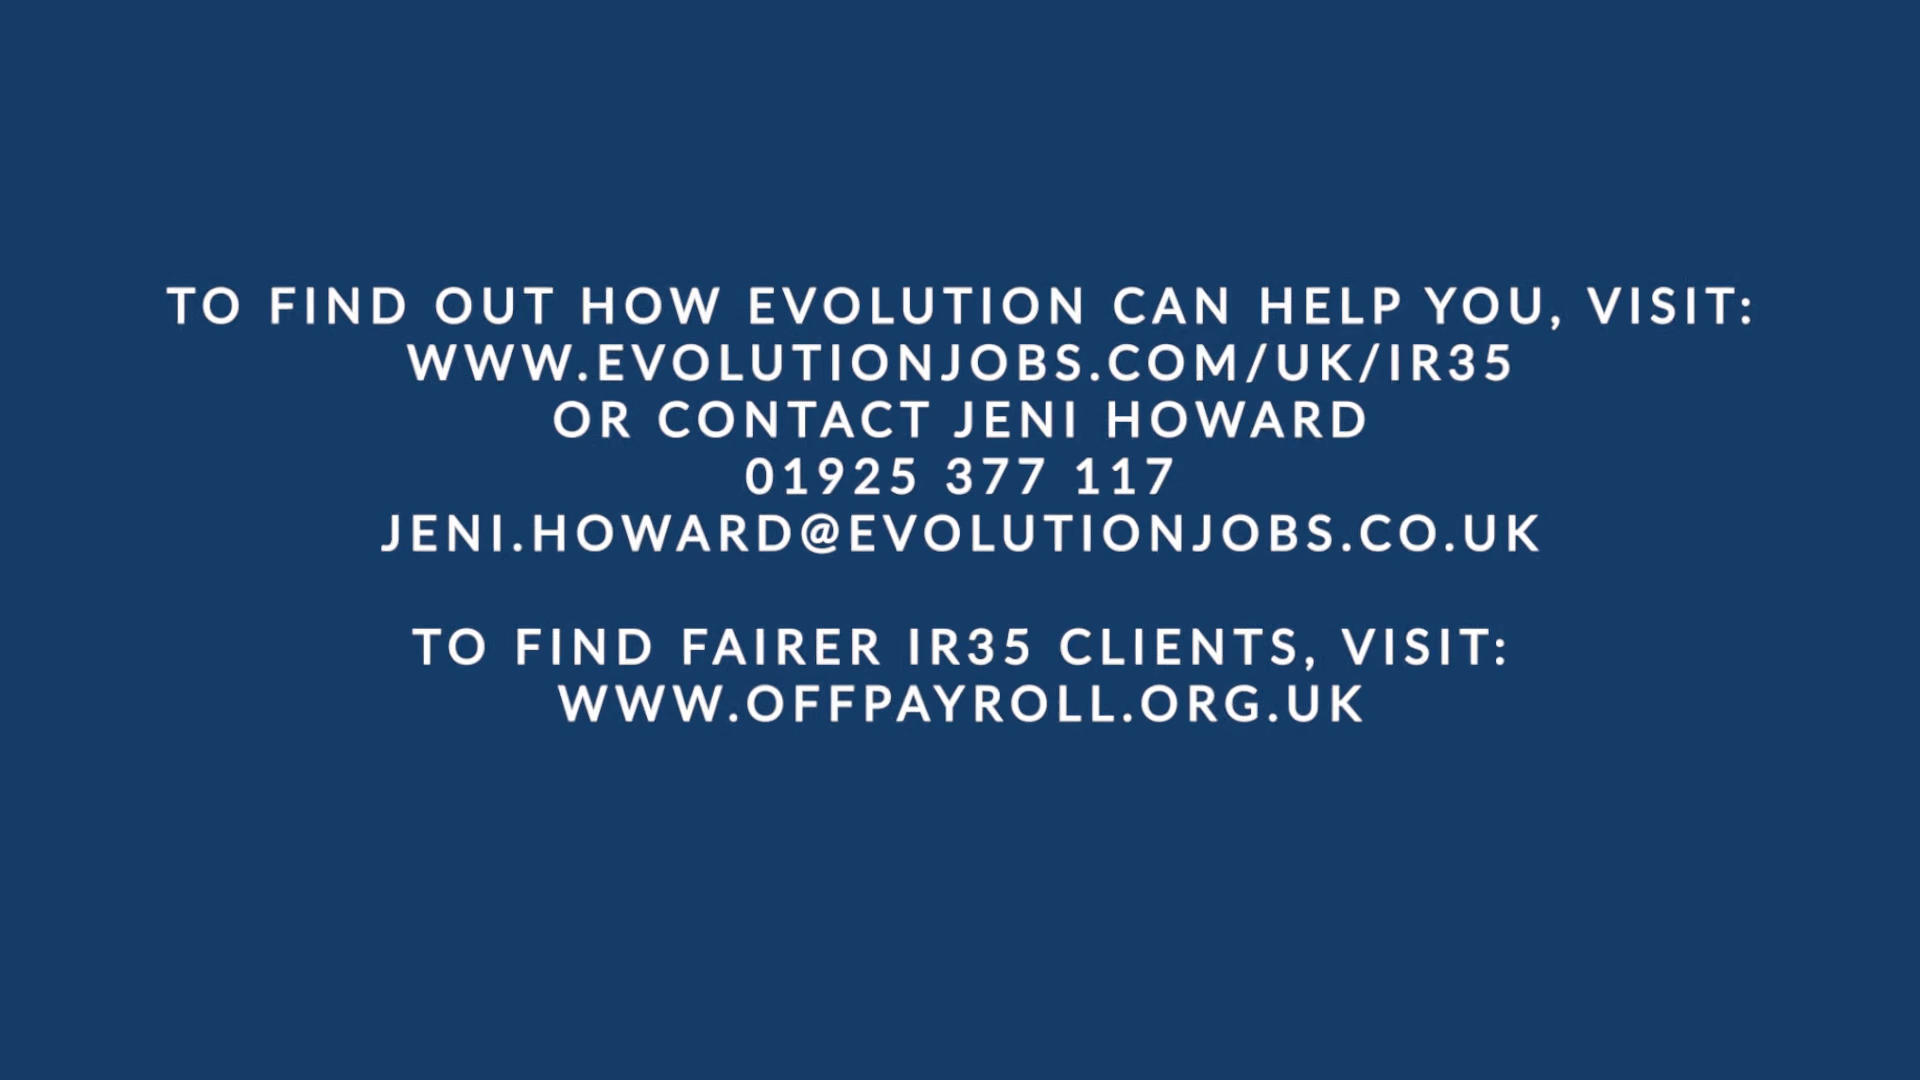 TO FIND OUT HOW EVOLUTION CAN HELP YOU, VISIT:
WWW.EVOLUTIONJOBS.COM/UK/IR35
OR CONTACT JENI HOWARD
01925 377 117
JENI.HOWARD@EVOLUTIONJOBS.CO.UK
TO FIND FAIRER IR35 CLIENTS, VISIT:
WWW.OFFPAYROLL.ORG.UK